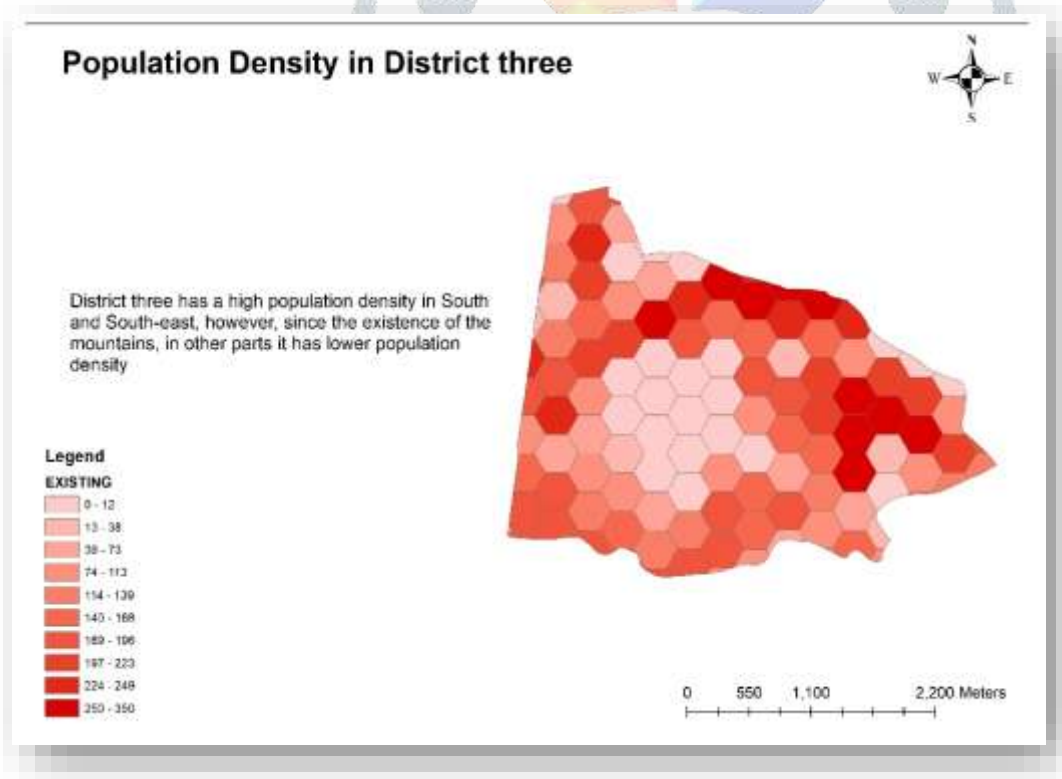 Population Density in District three
N
W E
S
District three has a high population density in South
and South-east, however, since the existence of the
mountains, in other parts it has lower population
density
Legend
EXISTING
0 - 12
13 - 38
39 - 73
74 - 113
114 - 139
140 - 168
169 - 196
197 - 223
224 - 249
250 - 350
0 550 1,100 2,200 Meters